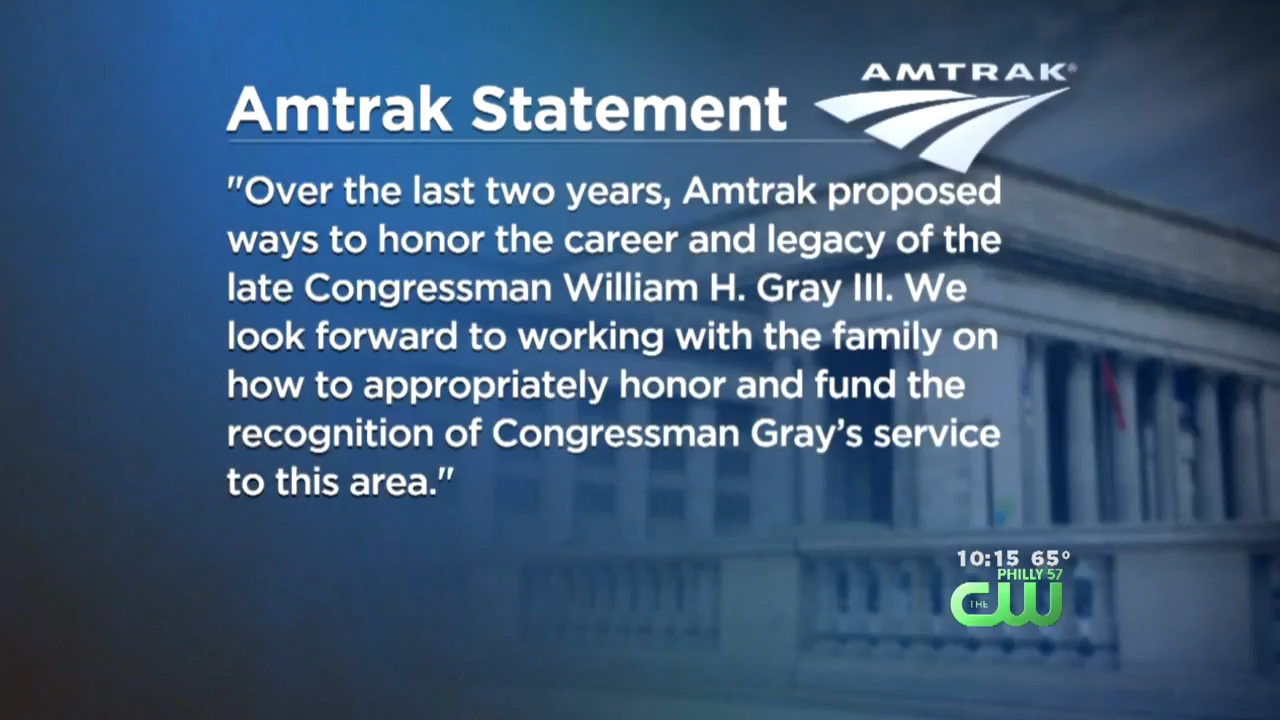 AMTRAK®
Amtrak Statement
"Over the last two years, Amtrak proposed
ways to honor the career and legacy of the
late Congressman William H. Gray III. We
look forward to working with the family on
how to appropriately honor and fund the
recognition of Congressman Gray’s service
to this area."
10:15 65°
PHILLY 57
THE CW